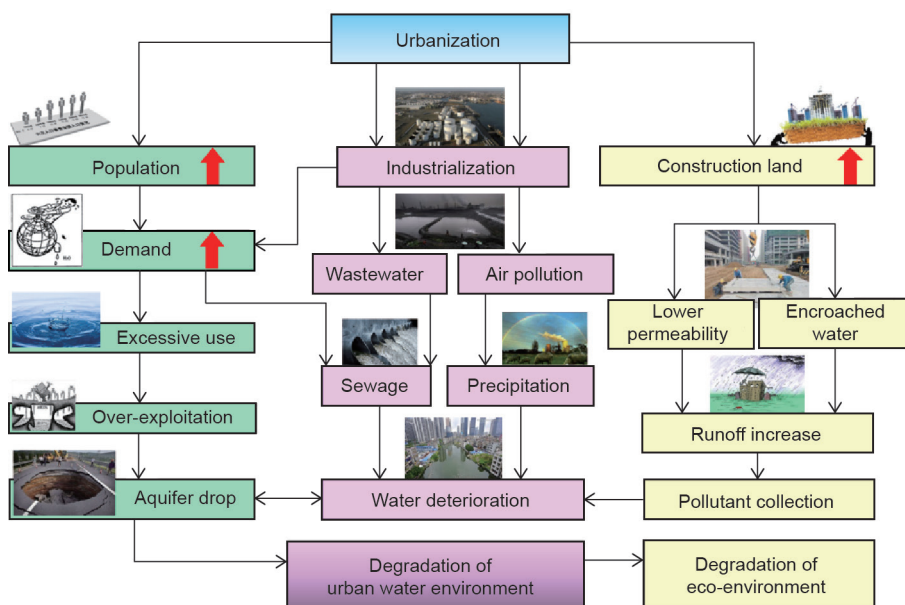 Urbanization
Population
Industrialization
Construction land
Demand
Wastewater
Air pollution
Lower
permeability
Encroached
water
Excessive use
Sewage
Precipitation
Over-exploitation
Runoff increase
Aquifer drop
Water deterioration
Pollutant collection
Degradation of
urban water environment
Degradation of
eco-environment